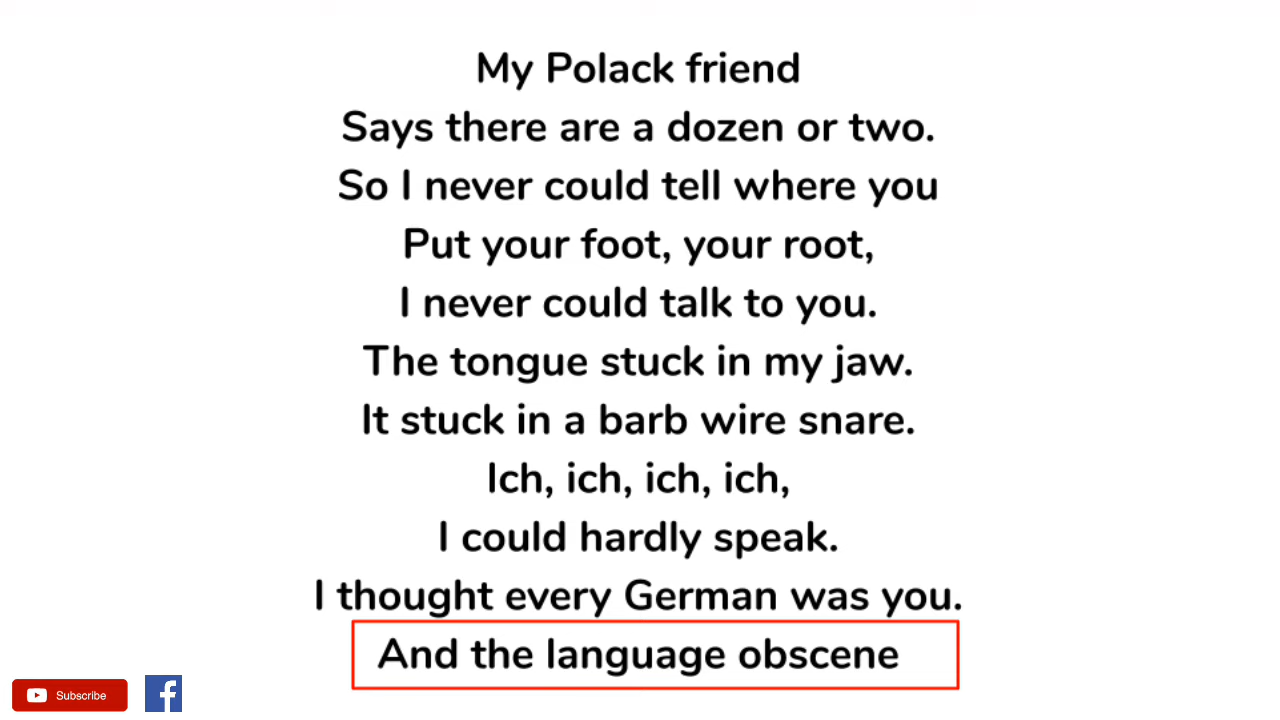 My Polack friend
Says there are a dozen or two.
So I never could tell where you
Put your foot, your root,
I never could talk to you.
The tongue stuck in my jaw.
It stuck in a barb wire snare.
Ich, ich, ich, ich,
I could hardly speak.
I thought every German was you.
And the language obscene
Subscribe